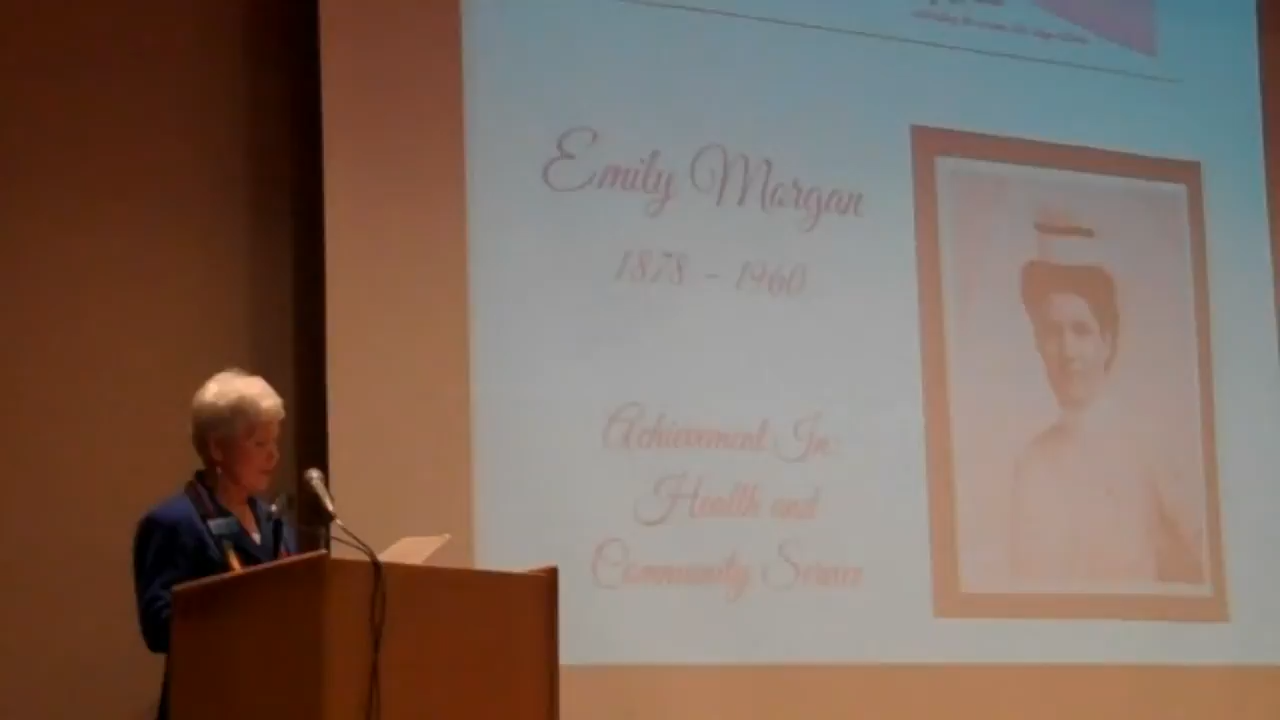 Emily Morgan
1878 - 1960
Achievement In:
Health and
Community Service